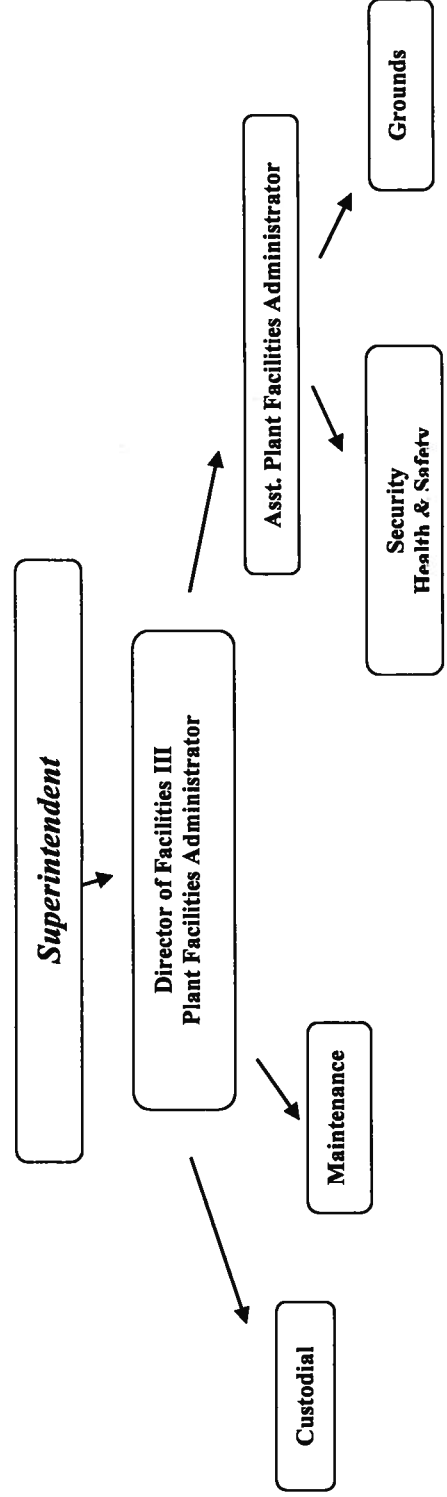 Superintendent
Director of Facilities III
Plant Facilities Administrator
Asst. Plant Facilities Administrator
Custodial
Maintenance
Security
Health & Safety
Grounds